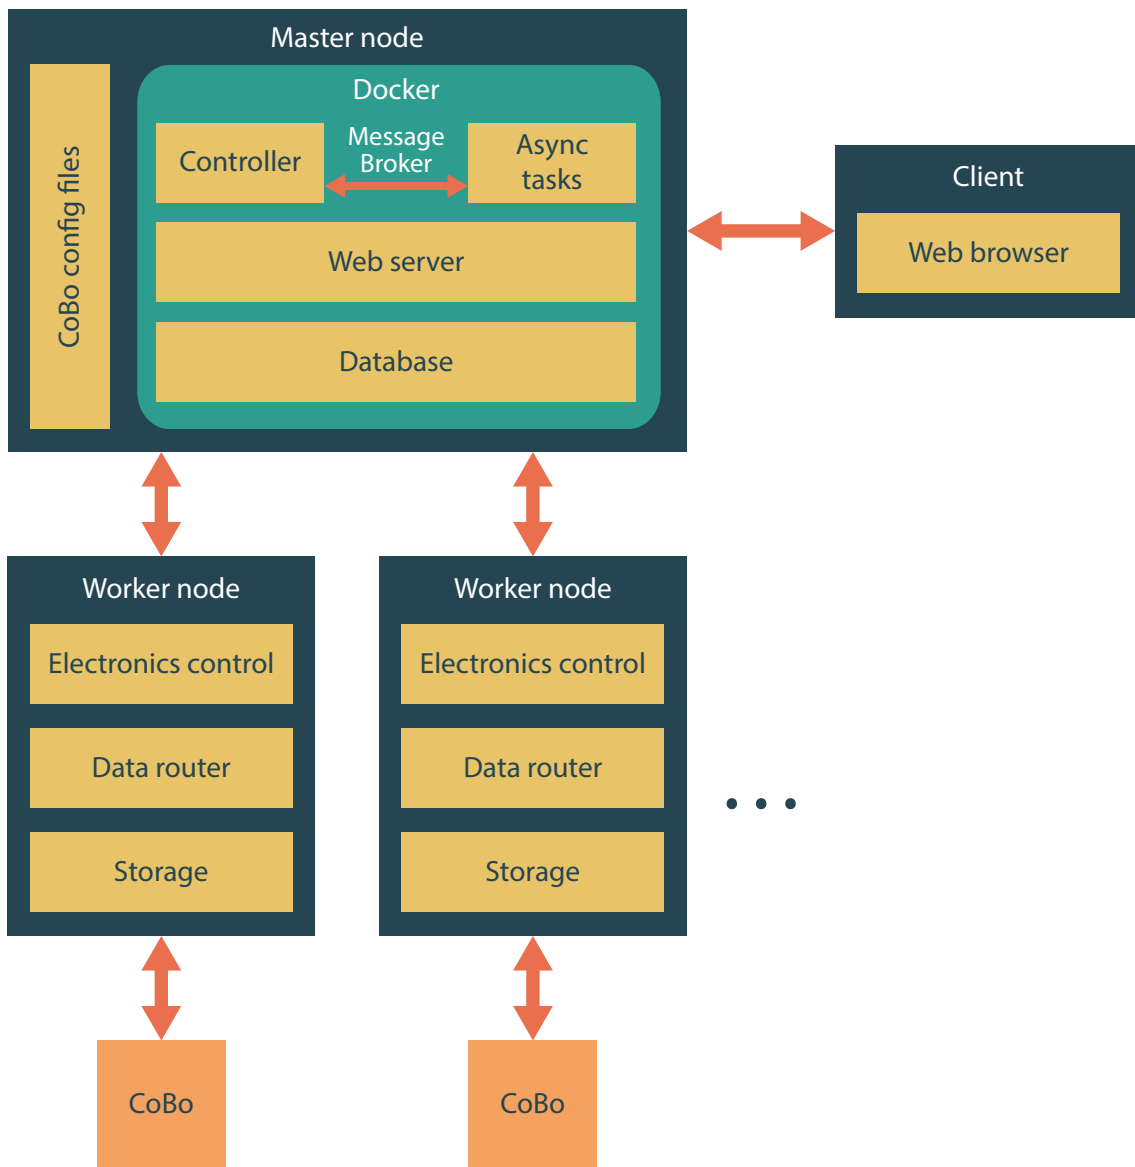 Master node
CoBo config files
Docker
Controller
Message
Broker
Async
tasks
Web server
Database
Client
Web browser
Worker node
Electronics control
Data router
Storage
CoBo
Worker node
Electronics control
Data router
Storage
CoBo
...